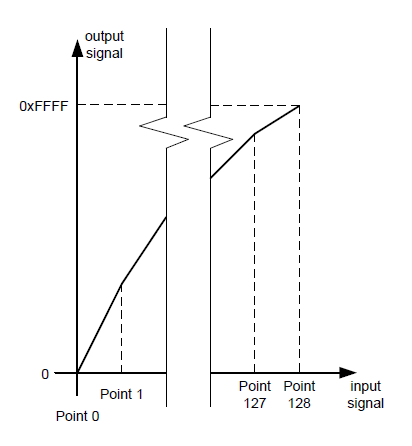 output
signal
0xFFFF
0
Point 1
Point 0
Point
127
Point
128
input
signal